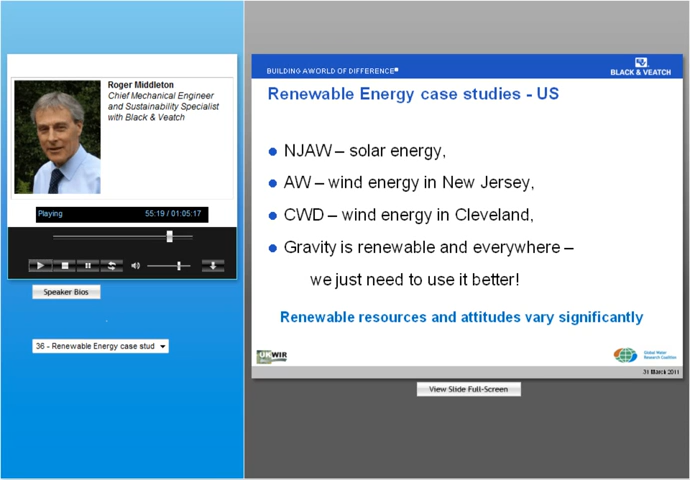 Roger Middleton
Chief Mechanical Engineer
and Sustainability Specialist
with Black & Veatch
Playing 55:19 / 01:05:17
Speaker Bios
36 - Renewable Energy case stud
BUILDING A WORLD OF DIFFERENCE
BLACK & VEATCH
Renewable Energy case studies - US
NJAW – solar energy,
AW – wind energy in New Jersey,
CWD – wind energy in Cleveland,
Gravity is renewable and everywhere –
we just need to use it better!
Renewable resources and attitudes vary significantly
UKWIR
Global Water
Research Coalition
31 March 2011
View Slide Full-Screen